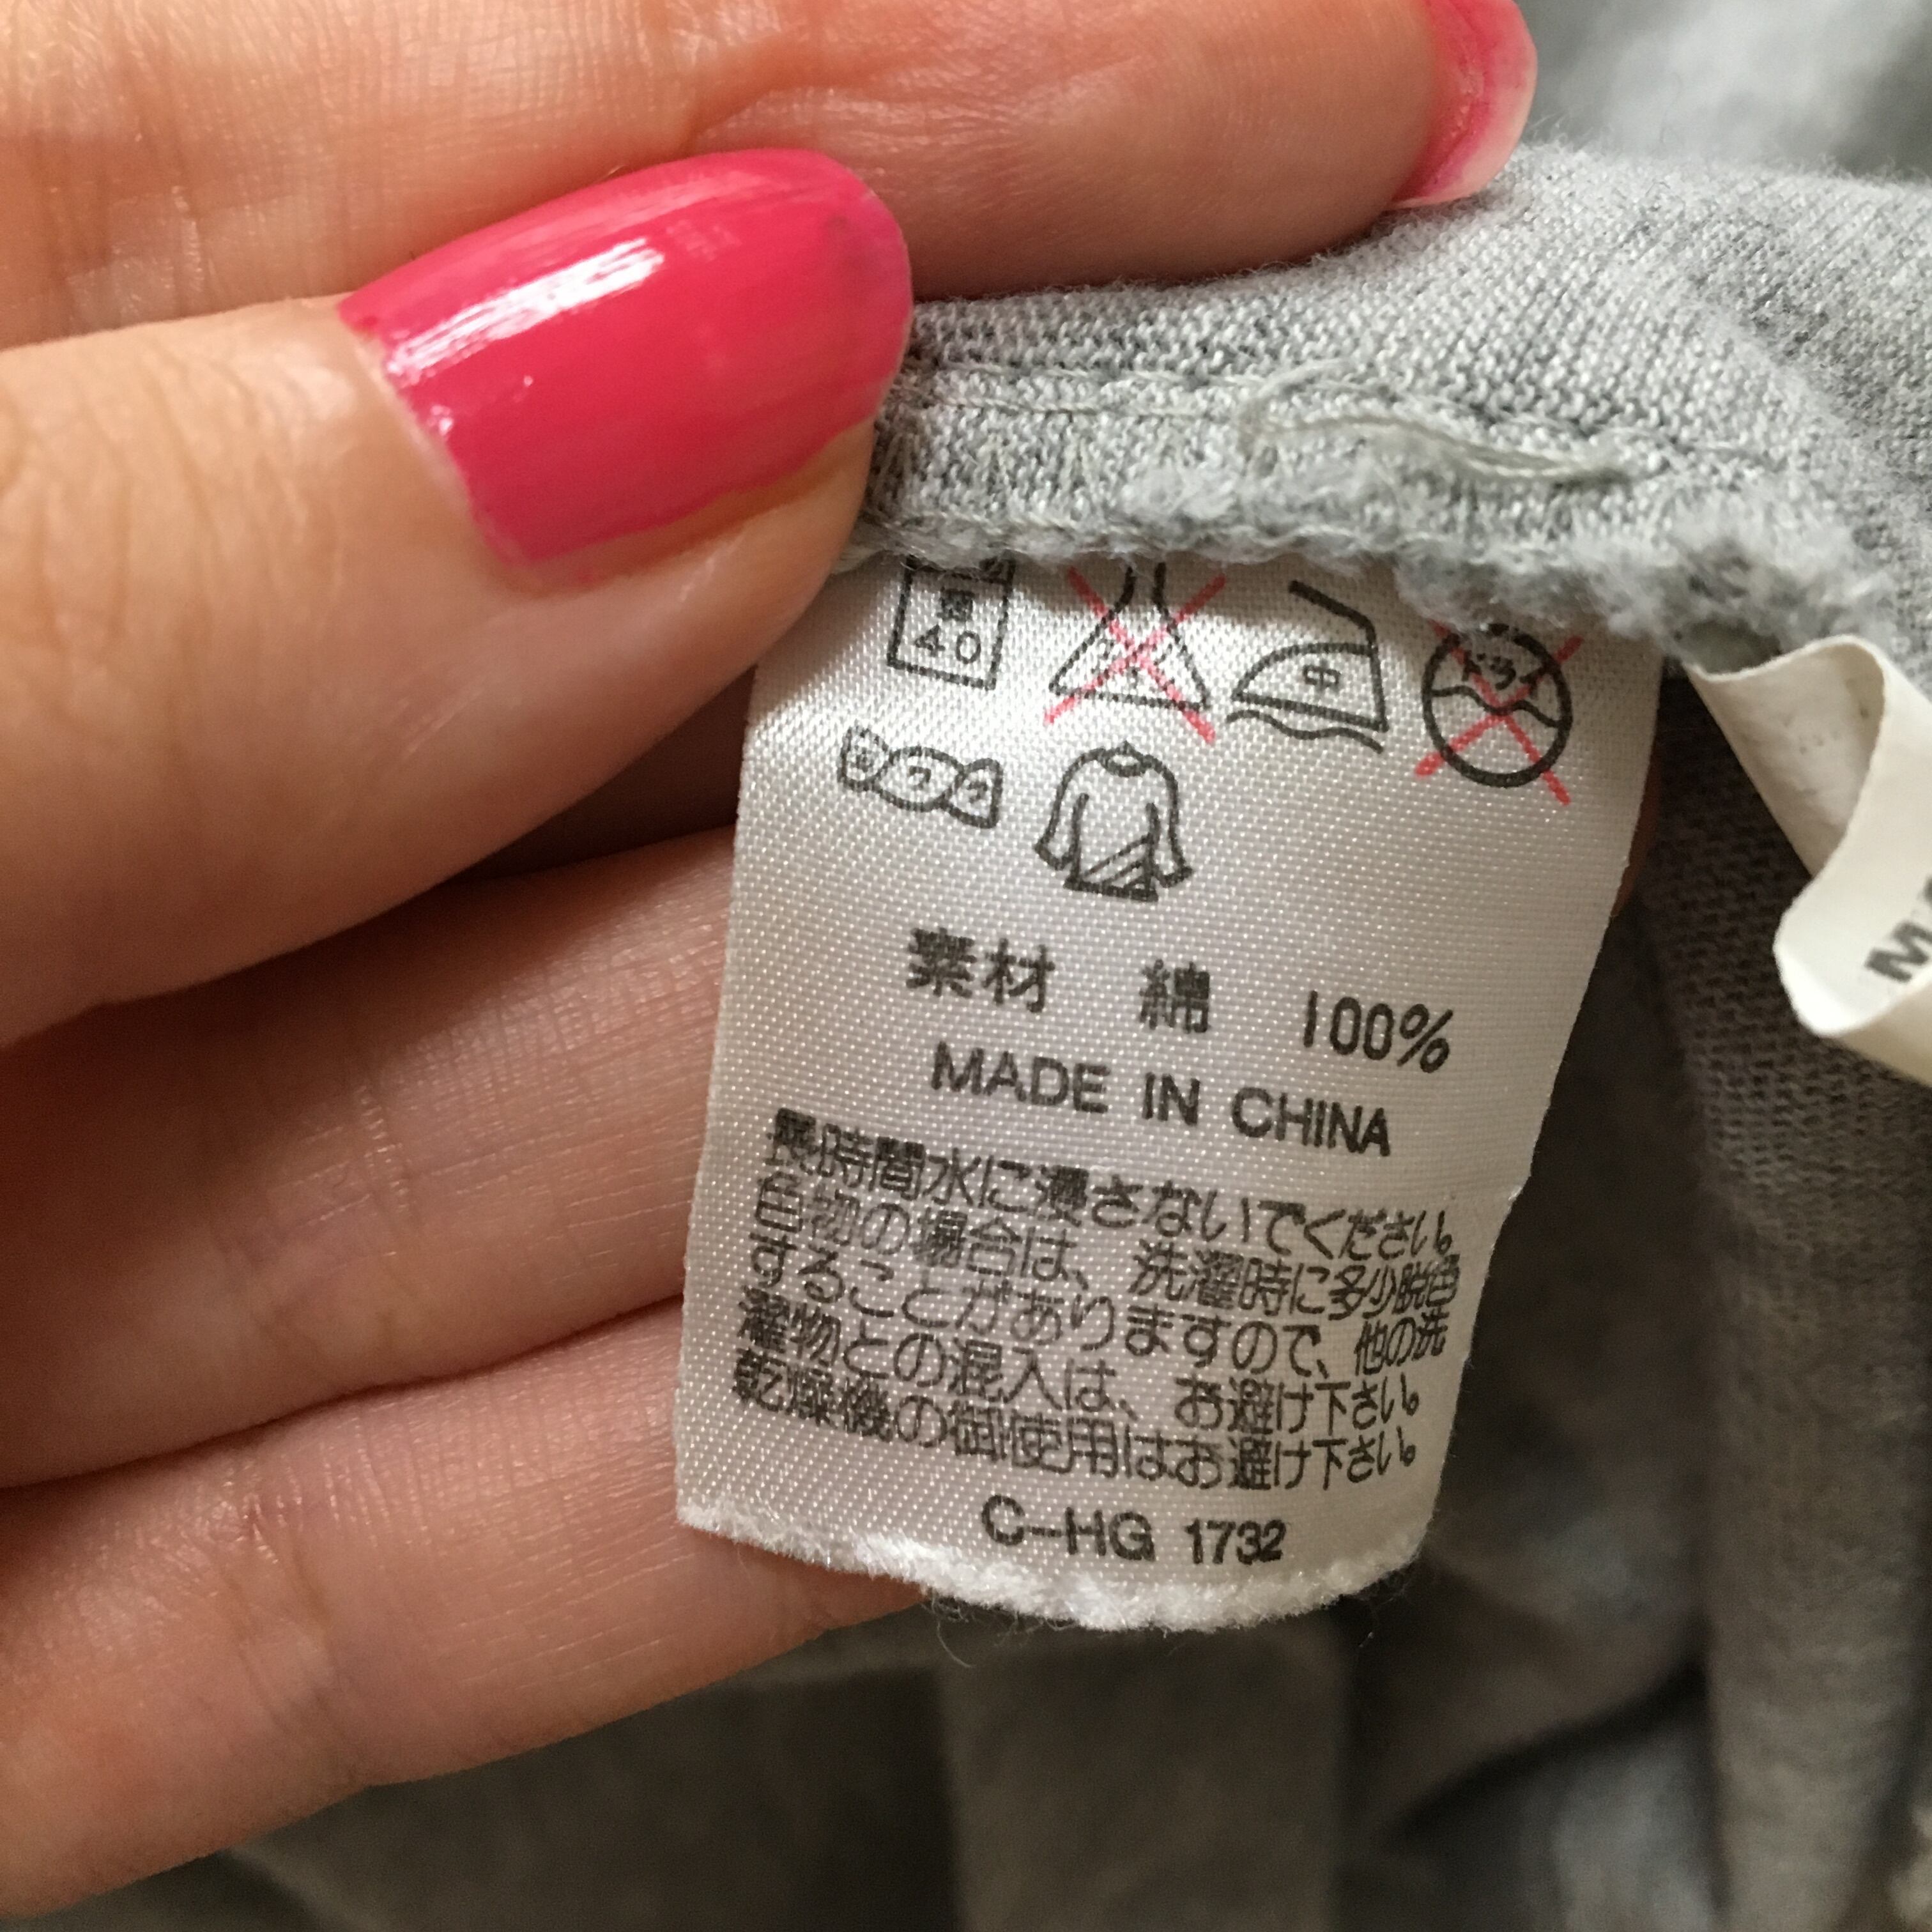 40
中
ドライ
素材 綿 100%
MADE IN CHINA
長時間水に浸さないでください。
色物の場合は、洗濯時に多少脱色
することがありますので、他の洗
濯物との混入は、お避け下さい。
乾燥機の御使用はお避け下さい。
C-HG 1732